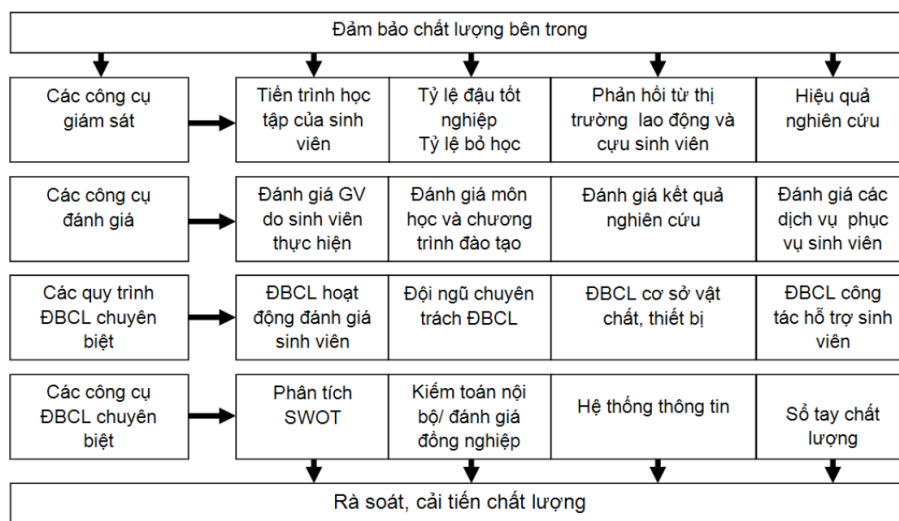 Đảm bảo chất lượng bên trong
Các công cụ
giám sát
Tiến trình học
tập của sinh
viên
Tỷ lệ đậu tốt
nghiệp
Tỷ lệ bỏ học
Phản hồi từ thị
trường lao động và
cựu sinh viên
Hiệu quả
nghiên cứu
Các công cụ
đánh giá
Đánh giá GV
do sinh viên
thực hiện
Đánh giá môn
học và chương
trình đào tạo
Đánh giá kết quả
nghiên cứu
Đánh giá các
dịch vụ phục
vụ sinh viên
Các quy trình
ĐBCL chuyên
biệt
ĐBCL hoạt
động đánh giá
sinh viên
Đội ngũ chuyên
trách ĐBCL
ĐBCL cơ sở vật
chất, thiết bị
ĐBCL công
tác hỗ trợ sinh
viên
Các công cụ
ĐBCL chuyên
biệt
Phân tích
SWOT
Kiếm toán nội
bộ/ đánh giá
đồng nghiệp
Hệ thống thông tin
Sổ tay chất
lượng
Rà soát, cải tiến chất lượng